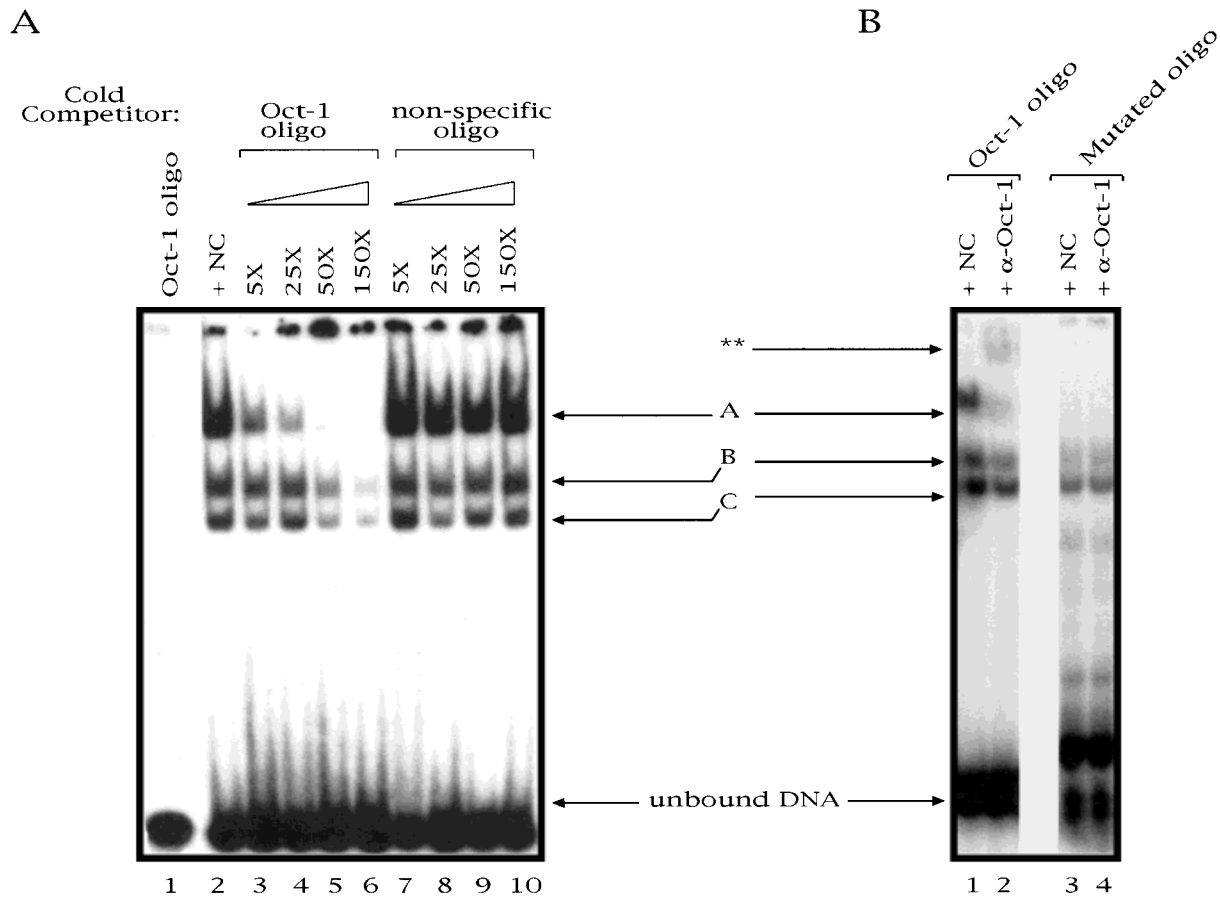 A
B
Cold
Competitor:
Oct-1
oligo
non-specific
oligo
Oct-1 oligo
+ NC
5X
25X
50X
150X
5X
25X
50X
150X
Oct-1 oligo
Mutated oligo
+ NC
+ α-Oct-1
+ NC
+ α-Oct-1
**
A
B
C
unbound DNA
1 2 3 4 5 6 7 8 9 10
1 2 3 4